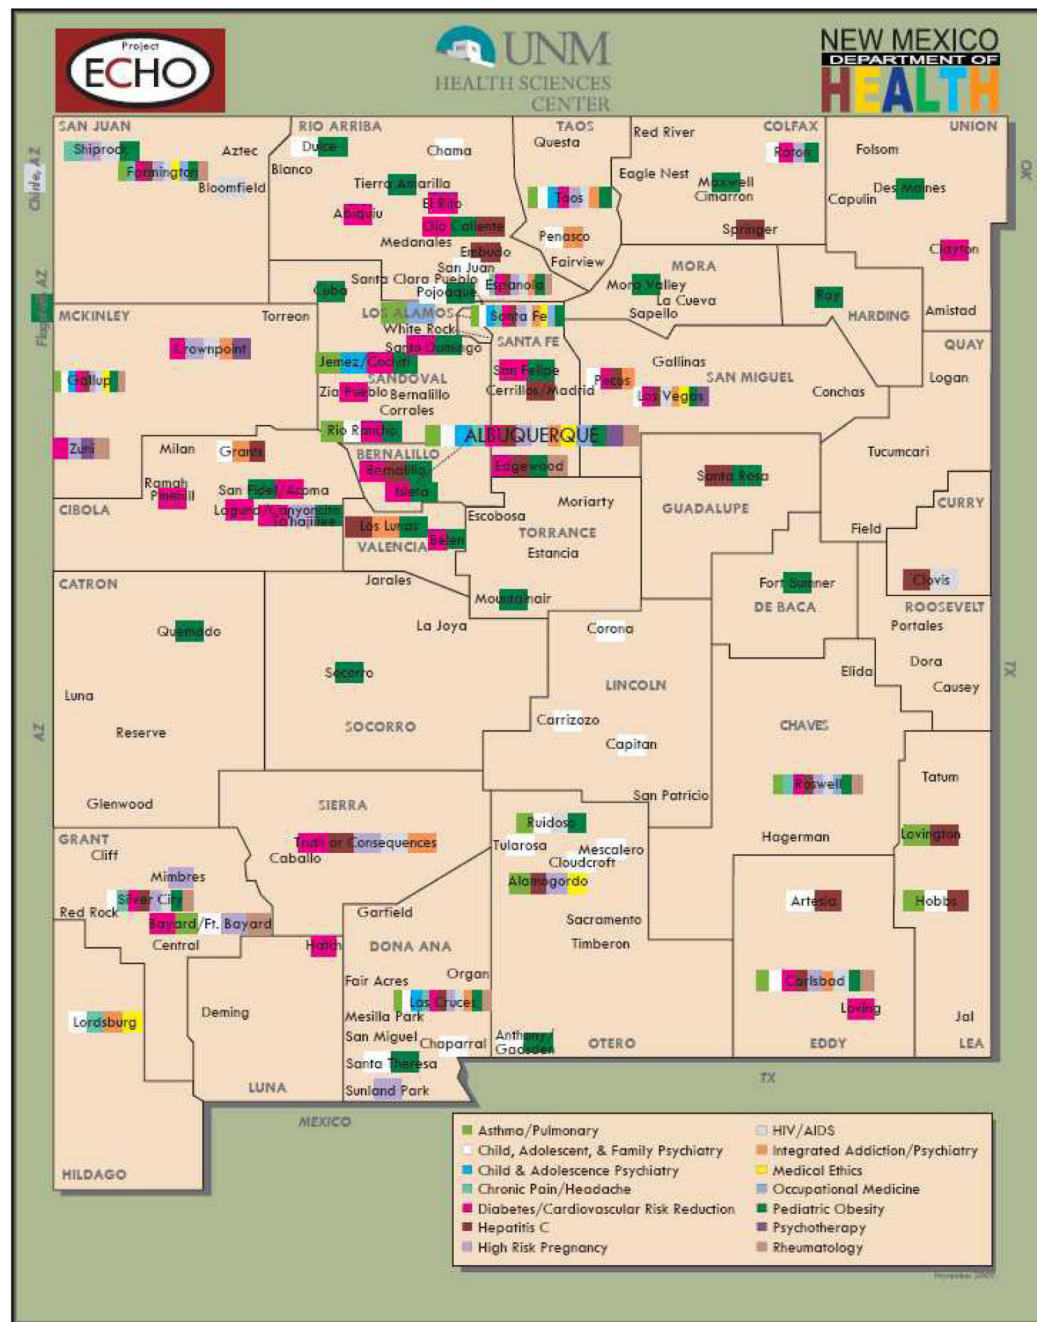 Project
ECHO
UNM
HEALTH SCIENCES
CENTER
NEW MEXICO
DEPARTMENT OF
HEALTH
SAN JUAN
RIO ARRIBA
TAOS
Red River
COLFAX
UNION
Shiprock
Aztec
Dulce
Chama
Questa
Raton
Folsom
OK
Farmington
Blanco
Bloomfield
Eagle Nest
Tierra Amarilla
Maxwell
Cimarron
Des Moines
Capulin
El Rito
Taos
Abiquiu
Ojo Caliente
Springer
Medanales
Penasco
Clayton
Embudo
Fairview
San Juan
MORA
Santa Clara Pueblo
Espanola
Mora Valley
Cuba
Pojoaque
La Cueva
Roy
AZ
MCKINLEY
Torreon
LOS ALAMOS
Santa Fe
Sapello
HARDING
Amistad
White Rock
Crownpoint
Santo Domingo
SANTA FE
QUAY
Jemez/Cochiti
Gallinas
Gallup
SANDOVAL
San Felipe
Pecos
SAN MIGUEL
Logan
Zia Pueblo
Bernalillo
Cerrillos/Madrid
Las Vegas
Conchas
Corrales
Rio Rancho
ALBUQUERQUE
Zuni
Milan
Grants
BERNALILLO
Tucumcari
Bernalillo
Edgewood
Santa Rosa
Ramah
Pinehill
San Fidel/Acoma
Isleta
Moriarty
CURRY
CIBOLA
Laguna/Canyoncito
To'hajiilee
Los Lunas
Escobosa
GUADALUPE
Field
VALENCIA
Belen
TORRANCE
Estancia
CATRON
Jarales
Fort Sumner
Clovis
Mountainair
DE BACA
ROOSEVELT
Quemado
La Joya
Corona
Portales
Socorro
Elida
Dora
TX
Luna
LINCOLN
Causey
AZ
Reserve
SOCORRO
Carrizozo
CHAVES
Capitan
Roswell
Tatum
Glenwood
SIERRA
San Patricio
GRANT
Ruidoso
Hagerman
Lovington
Cliff
Truth or Consequences
Tularosa
Mescalero
Caballo
Cloudcroft
Mimbres
Alamogordo
Silver City
Artesia
Hobbs
Red Rock
Bayard/Ft. Bayard
Garfield
Sacramento
Central
Hatch
DONA ANA
Timberon
Fair Acres
Organ
Carlsbad
Las Cruces
Loving
Lordsburg
Deming
Mesilla Park
Jal
San Miguel
Chaparral
Anthony/
Gadsden
OTERO
EDDY
LEA
Santa Theresa
LUNA
Sunland Park
TX
MEXICO
HILDAGO
Asthma/Pulmonary
Child, Adolescent, & Family Psychiatry
Child & Adolescence Psychiatry
Chronic Pain/Headache
Diabetes/Cardiovascular Risk Reduction
Hepatitis C
High Risk Pregnancy
HIV/AIDS
Integrated Addiction/Psychiatry
Medical Ethics
Occupational Medicine
Pediatric Obesity
Psychotherapy
Rheumatology